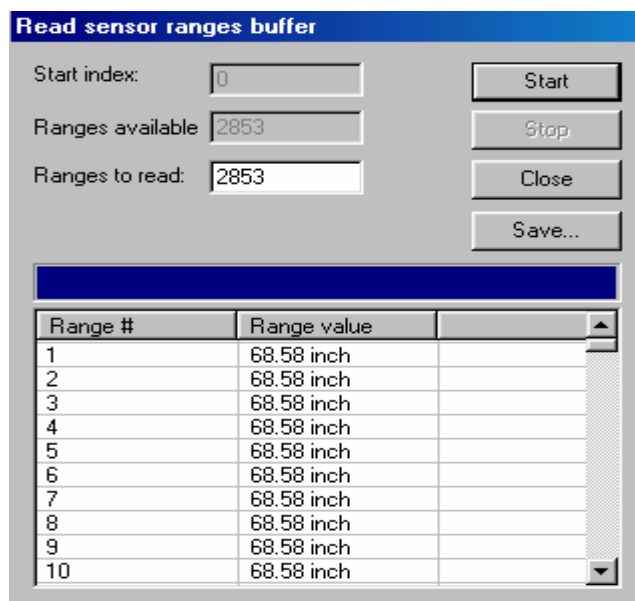 Read sensor ranges buffer
Start index: 0 Start
Ranges available 2853 Stop
Ranges to read: 2853 Close
Save...
Range # Range value
1 68.58 inch
2 68.58 inch
3 68.58 inch
4 68.58 inch
5 68.58 inch
6 68.58 inch
7 68.58 inch
8 68.58 inch
9 68.58 inch
10 68.58 inch